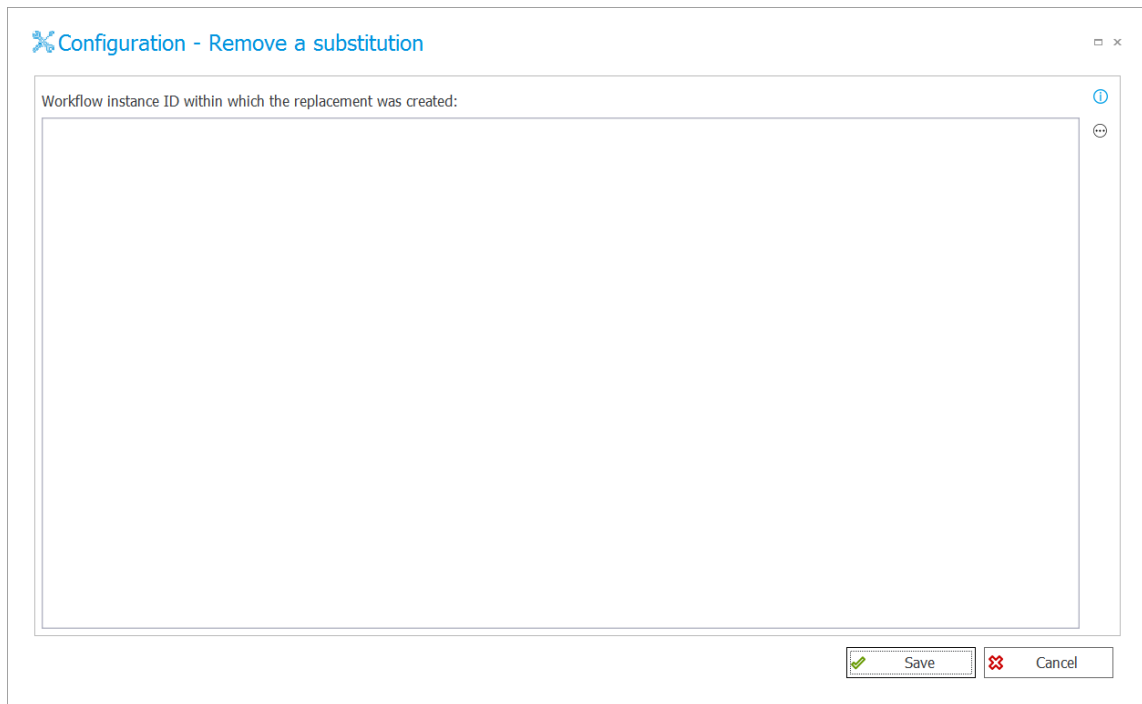 Configuration - Remove a substitution
Workflow instance ID within which the replacement was created:
Save
Cancel